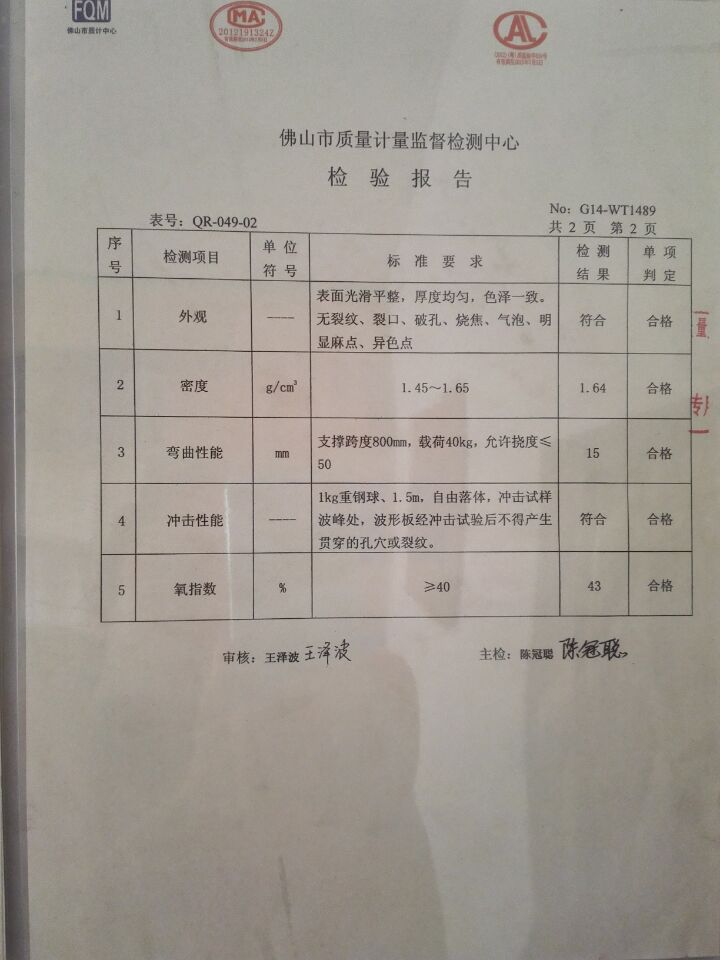 FQM
佛山市质计中心
MA
2012191324Z
AL
佛山市质量计量监督检测中心
检 验 报 告
No: G14-WT1489
表号: QR-049-02
共 2 页 第 2 页
序号 检测项目 单位符号 标 准 要 求 检测结果 单项判定
1 外观 ---- 表面光滑平整，厚度均匀，色泽一致。
无裂纹、裂口、破孔、烧焦、气泡、明
显麻点、异色点 符合 合格
2 密度 g/cm³ 1.45～1.65 1.64 合格
3 弯曲性能 mm 支撑跨度800mm，载荷40kg，允许挠度≤
50 15 合格
4 冲击性能 ---- 1kg重钢球、1.5m，自由落体，冲击试样
波峰处，波形板经冲击试验后不得产生
贯穿的孔穴或裂纹。 符合 合格
5 氧指数 % ≥40 43 合格
量
专
审核: 王泽波 王泽波 主检: 陈冠聪 陈冠聪